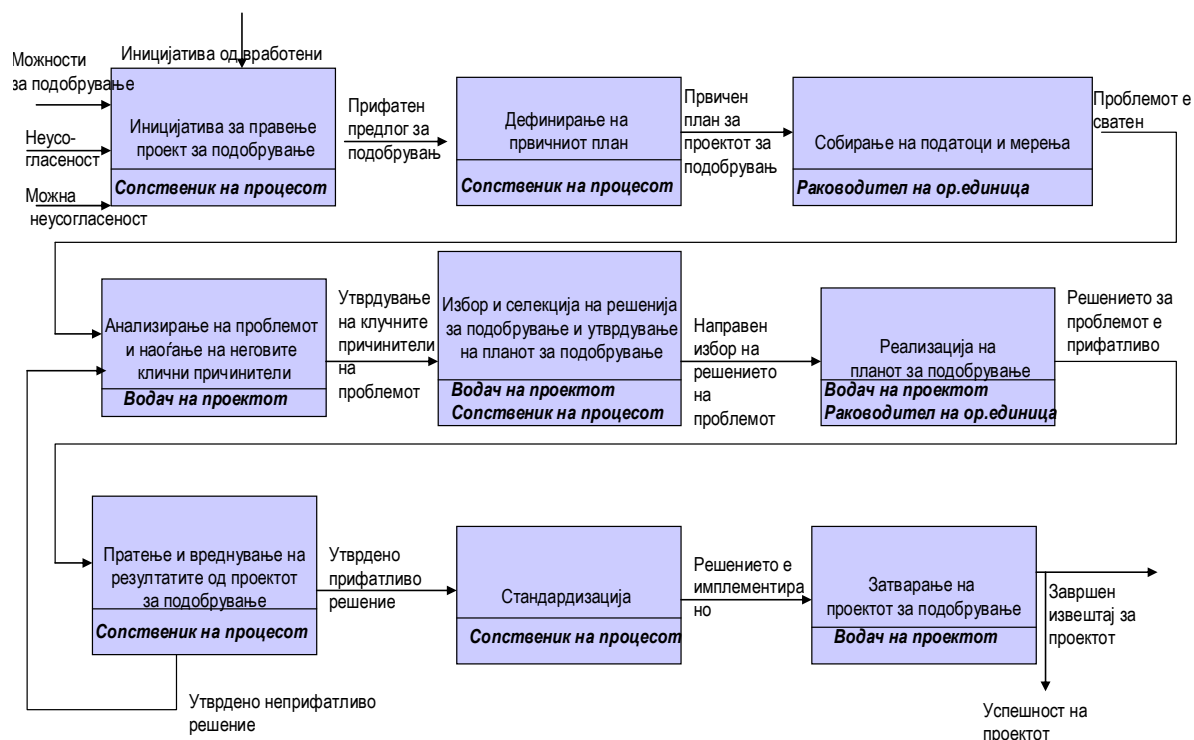 Иницијатива од вработени
Можности
за подобрување
Неусо-
гласеност
Можна
неусогласеност
Иницијатива за правење
проект за подобрување
Сопственик на процесот
Прифатен
предлог за
подобрувањ
Дефинирање на
првичниот план
Сопственик на процесот
Првичен
план за
проектот за
подобрувањ
Собирање на податоци и мерења
Раководител на ор.единица
Проблемот е
сватен
Анализирање на проблемот
и наоѓање на неговите
клични причинители
Водач на проектот
Утврдување
на клучните
причинители
на
проблемот
Избор и селекција на решенија
за подобрување и утврдување
на планот за подобрување
Водач на проектот
Сопственик на процесот
Направен
избор на
решението
на
проблемот
Реализација на
планот за подобрување
Водач на проектот
Раководител на ор.единица
Решението за
проблемот е
прифатливо
Пратење и вреднување на
резултатите од проектот
за подобрување
Сопственик на процесот
Утврдено
прифатливо
решение
Стандардизација
Сопственик на процесот
Решението е
имплементира
но
Затварање на
проектот за подобрување
Водач на проектот
Завршен
извештај за
проектот
Утврдено неприфатливо
решение
Успешност на
проектот